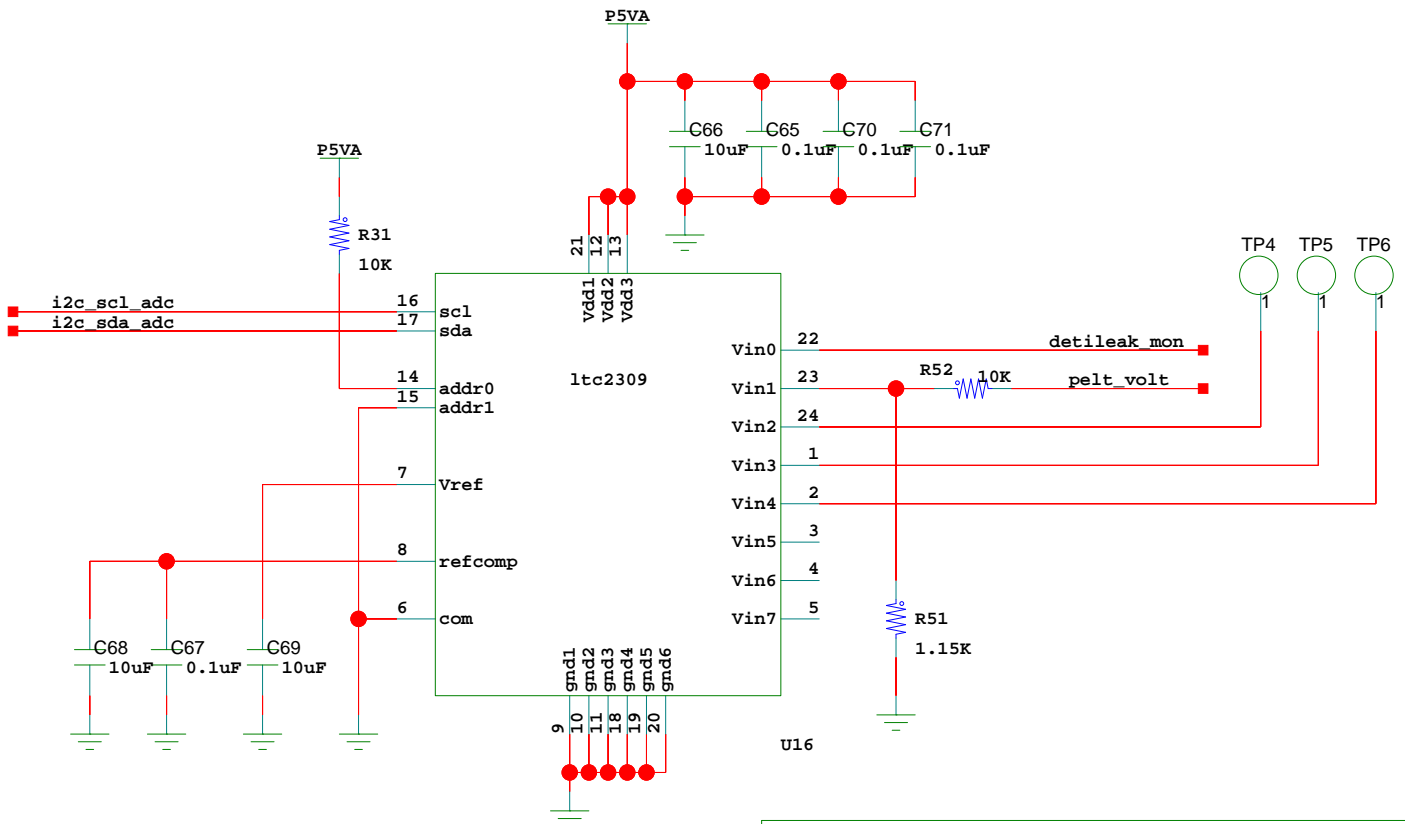 P5VA
C66 C65 C70 C71
10uF 0.1uF 0.1uF 0.1uF
P5VA
R31
10K
21 12 13
vdd1 vdd2 vdd3
TP4 TP5 TP6
1 1 1
i2c_scl_adc 16 scl
i2c_sda_adc 17 sda
14 addr0
15 addr1
ltc2309
7 Vref
8 refcomp
6 com
Vin0 22 detileak_mon
Vin1 23 R52 10K pelt_volt
Vin2 24
Vin3 1
Vin4 2
Vin5 3
Vin6 4
Vin7 5
R51
1.15K
C68 C67 C69
10uF 0.1uF 10uF
gnd1 gnd2 gnd3 gnd4 gnd5 gnd6
9 10 11 18 19 20
U16